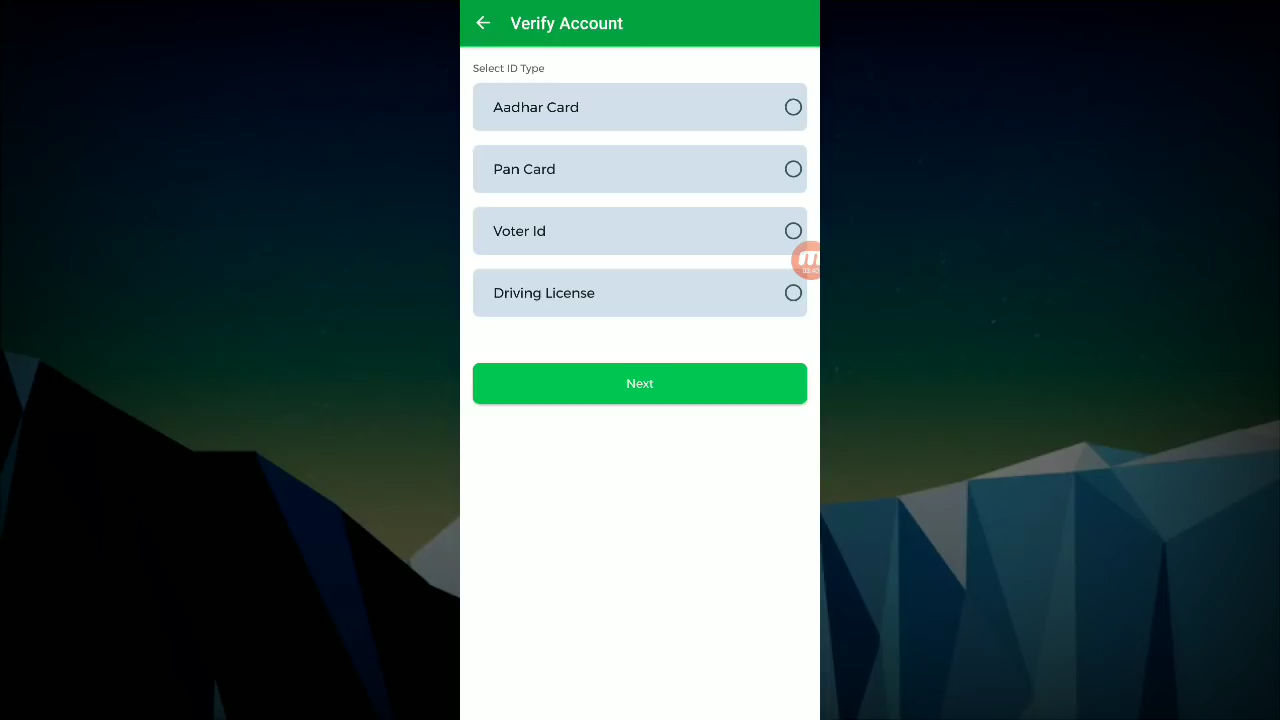 Verify Account
Select ID Type
Aadhar Card
Pan Card
Voter Id
Driving License
Next